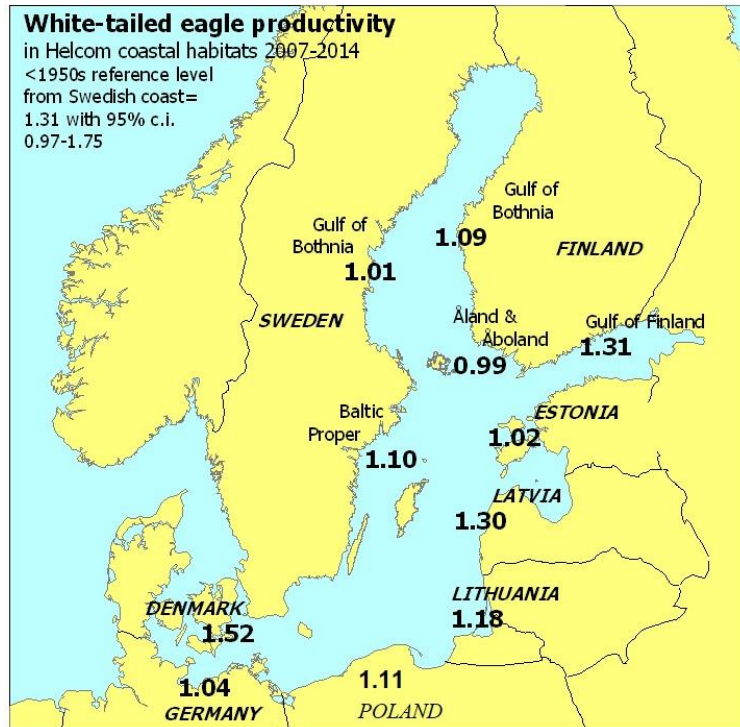 White-tailed eagle productivity
in Helcom coastal habitats 2007-2014
<1950s reference level
from Swedish coast=
1.31 with 95% c.i.
0.97-1.75
Gulf of
Bothnia
1.09
Gulf of
Bothnia
1.01
FINLAND
SWEDEN
Åland &
Åboland
0.99
Gulf of Finland
1.31
Baltic
Proper
1.10
ESTONIA
1.02
LATVIA
1.30
LITHUANIA
1.18
DENMARK
1.52
1.04
GERMANY
1.11
POLAND